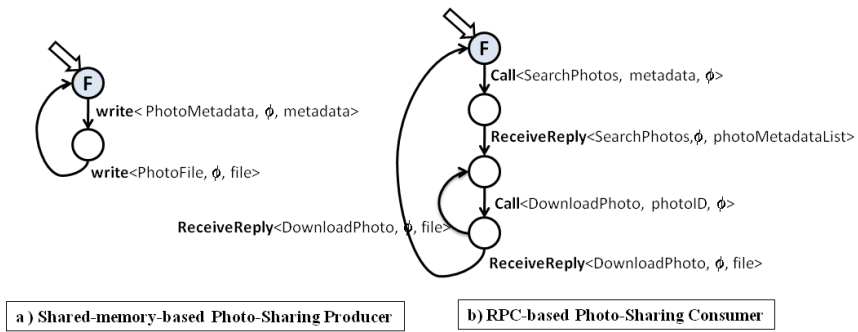 F
write< PhotoMetadata, ϕ, metadata>
write<PhotoFile, ϕ, file>
a ) Shared-memory-based Photo-Sharing Producer
F
Call<SearchPhotos, metadata, ϕ>
ReceiveReply<SearchPhotos,ϕ, photoMetadataList>
Call<DownloadPhoto, photoID, ϕ>
ReceiveReply<DownloadPhoto, ϕ, file>
ReceiveReply<DownloadPhoto, ϕ, file>
b) RPC-based Photo-Sharing Consumer